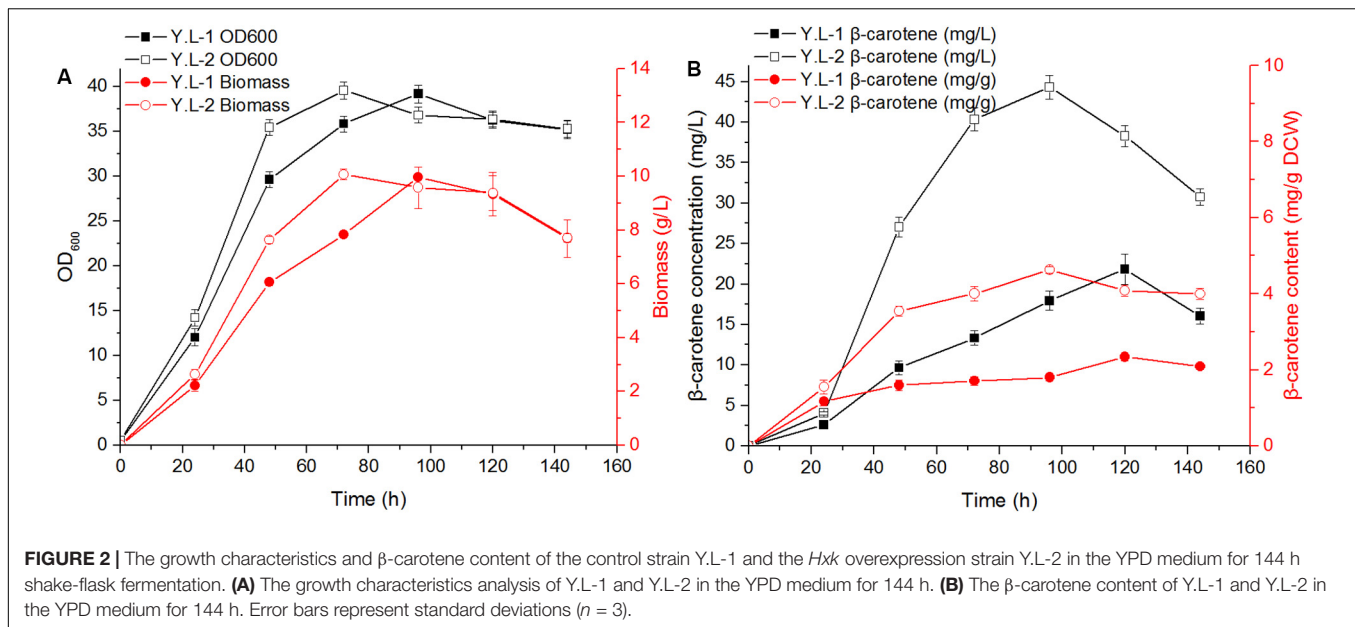 Y.L-1 OD600
Y.L-2 OD600
Y.L-1 Biomass
Y.L-2 Biomass
A
40
35
30
25
20
15
10
5
0
OD600
14
12
10
8
6
4
2
0
Biomass (g/L)
0 20 40 60 80 100 120 140 160
Time (h)
Y.L-1 β-carotene (mg/L)
Y.L-2 β-carotene (mg/L)
Y.L-1 β-carotene (mg/g)
Y.L-2 β-carotene (mg/g)
B
45
40
35
30
25
20
15
10
5
0
β-carotene concentration (mg/L)
10
8
6
4
2
0
β-carotene content (mg/g DCW)
0 20 40 60 80 100 120 140 160
Time (h)
FIGURE 2 | The growth characteristics and β-carotene content of the control strain Y.L-1 and the Hxk overexpression strain Y.L-2 in the YPD medium for 144 h
shake-flask fermentation. (A) The growth characteristics analysis of Y.L-1 and Y.L-2 in the YPD medium for 144 h. (B) The β-carotene content of Y.L-1 and Y.L-2 in
the YPD medium for 144 h. Error bars represent standard deviations (n = 3).